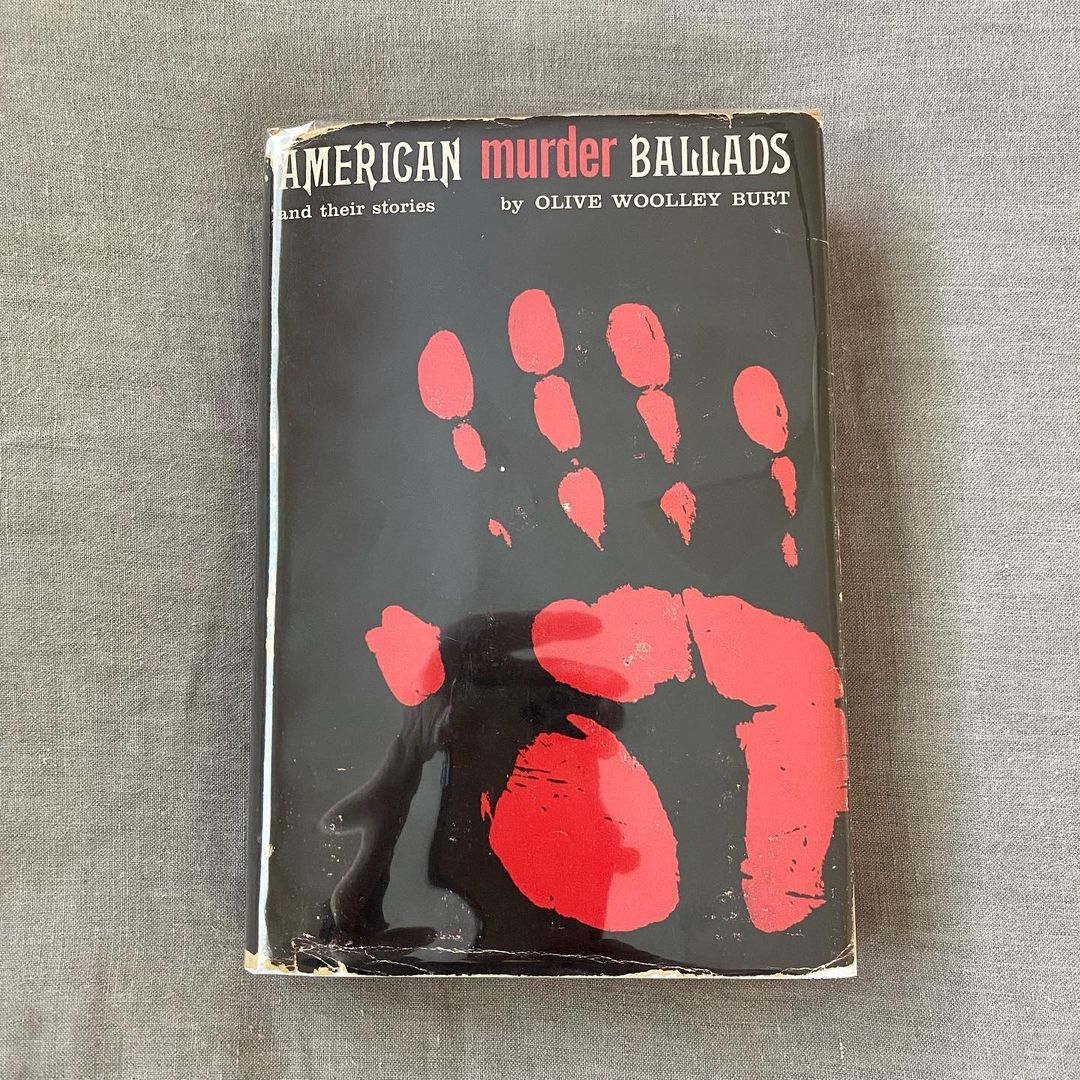 AMERICAN murder BALLADS
and their stories by OLIVE WOOLLEY BURT